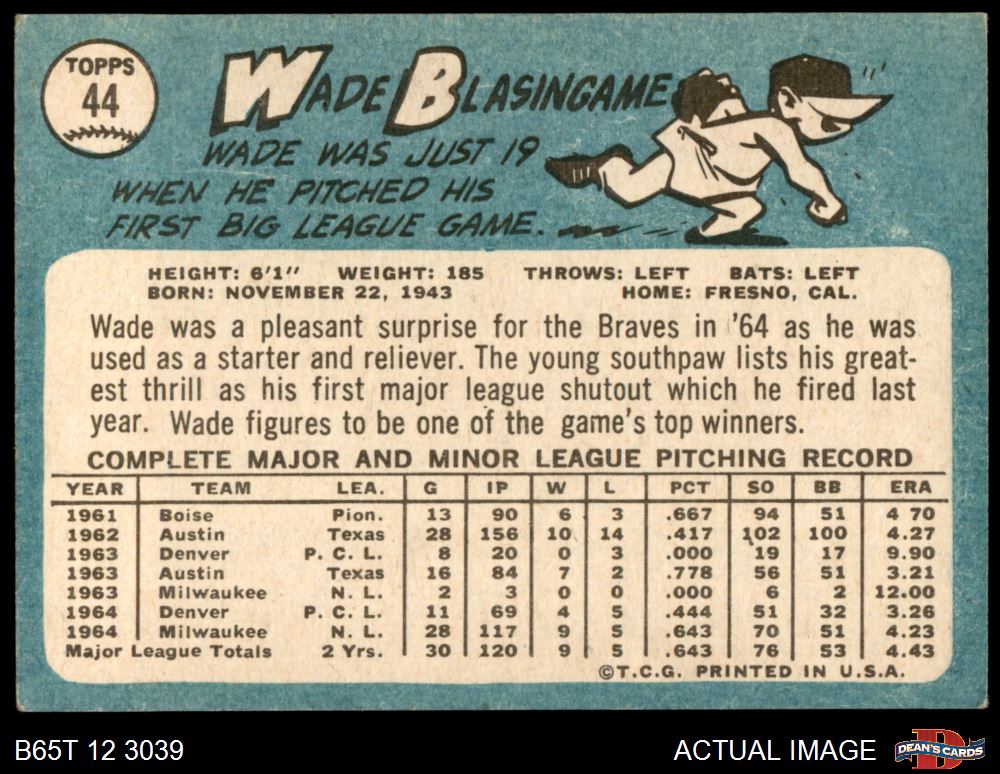 TOPPS
44
WADE BLASINGAME
WADE WAS JUST 19
WHEN HE PITCHED HIS
FIRST BIG LEAGUE GAME.
HEIGHT: 6'1" WEIGHT: 185 THROWS: LEFT BATS: LEFT
BORN: NOVEMBER 22, 1943 HOME: FRESNO, CAL.
Wade was a pleasant surprise for the Braves in '64 as he was
used as a starter and reliever. The young southpaw lists his great-
est thrill as his first major league shutout which he fired last
year. Wade figures to be one of the game's top winners.
COMPLETE MAJOR AND MINOR LEAGUE PITCHING RECORD
YEAR TEAM LEA. G IP W L PCT SO BB ERA
1961 Boise Pion. 13 90 6 3 .667 94 51 4 70
1962 Austin Texas 28 156 10 14 .417 102 100 4.27
1963 Denver P. C. L. 8 20 0 3 .000 19 17 9.90
1963 Austin Texas 16 84 7 2 .778 56 51 3.21
1963 Milwaukee N. L. 2 3 0 0 .000 6 2 12.00
1964 Denver P. C. L. 11 69 4 5 .444 51 32 3.26
1964 Milwaukee N. L. 28 117 9 5 .643 70 51 4.23
Major League Totals 2 Yrs. 30 120 9 5 .643 76 53 4.43
©T.C.G. PRINTED IN U.S.A.
B65T 12 3039 ACTUAL IMAGE DEAN'S CARDS